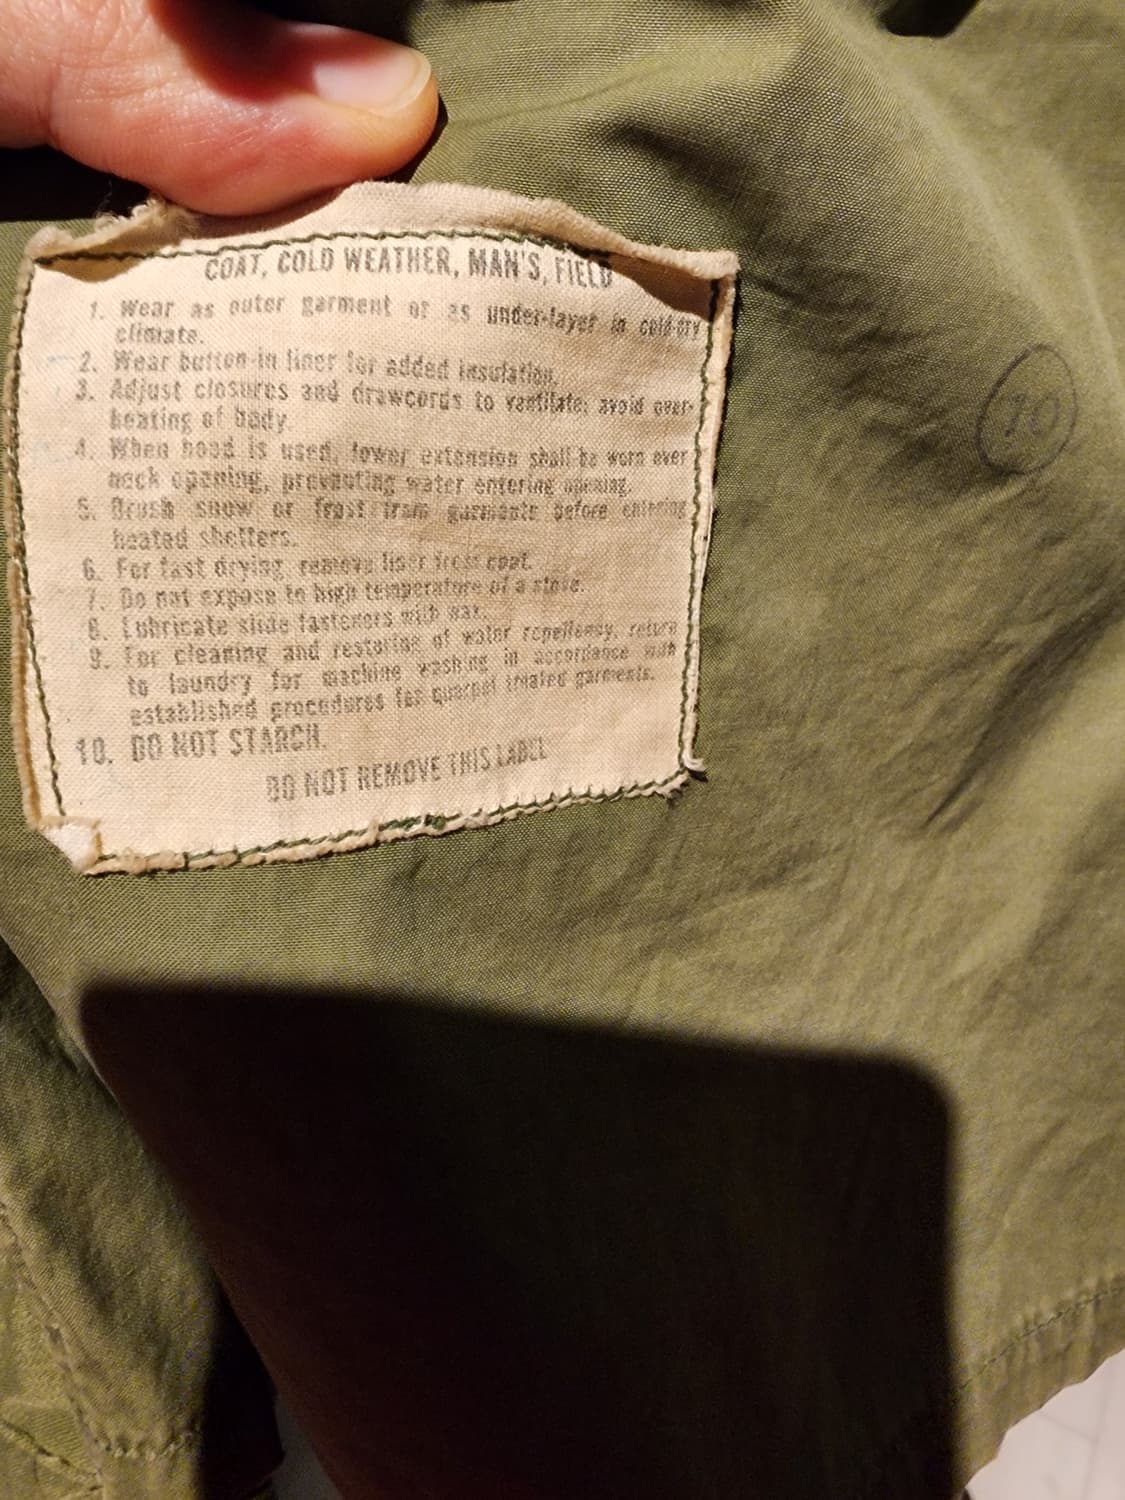 COAT, COLD WEATHER, MAN'S, FIELD
1. Wear as outer garment or as under-layer in cold-dry
climate.
2. Wear button-in liner for added insulation.
3. Adjust closures and drawcords to ventilate; avoid over-
heating of body.
4. When hood is used, lower extension shall be worn over
neck opening, preventing water entering opening.
5. Brush snow or frost from garments before entering
heated shelters.
6. For fast drying remove liner from coat.
7. Do not expose to high temperature of a stove.
8. Lubricate slide fasteners with wax.
9. For cleaning and restoring of water repellency, return
to laundry for machine washing in accordance with
established procedures for quarpel treated garments.
10. DO NOT STARCH.
DO NOT REMOVE THIS LABEL
10